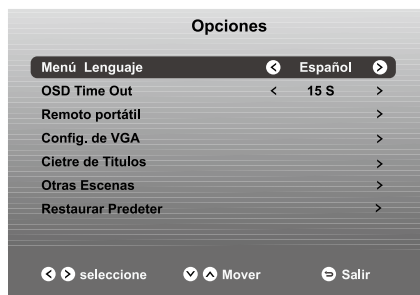 Opciones
Menú Lenguaje Español
OSD Time Out < 15 S >
Remoto portátil >
Config. de VGA >
Cietre de Titulos >
Otras Escenas >
Restaurar Predeter >
seleccione Mover Salir